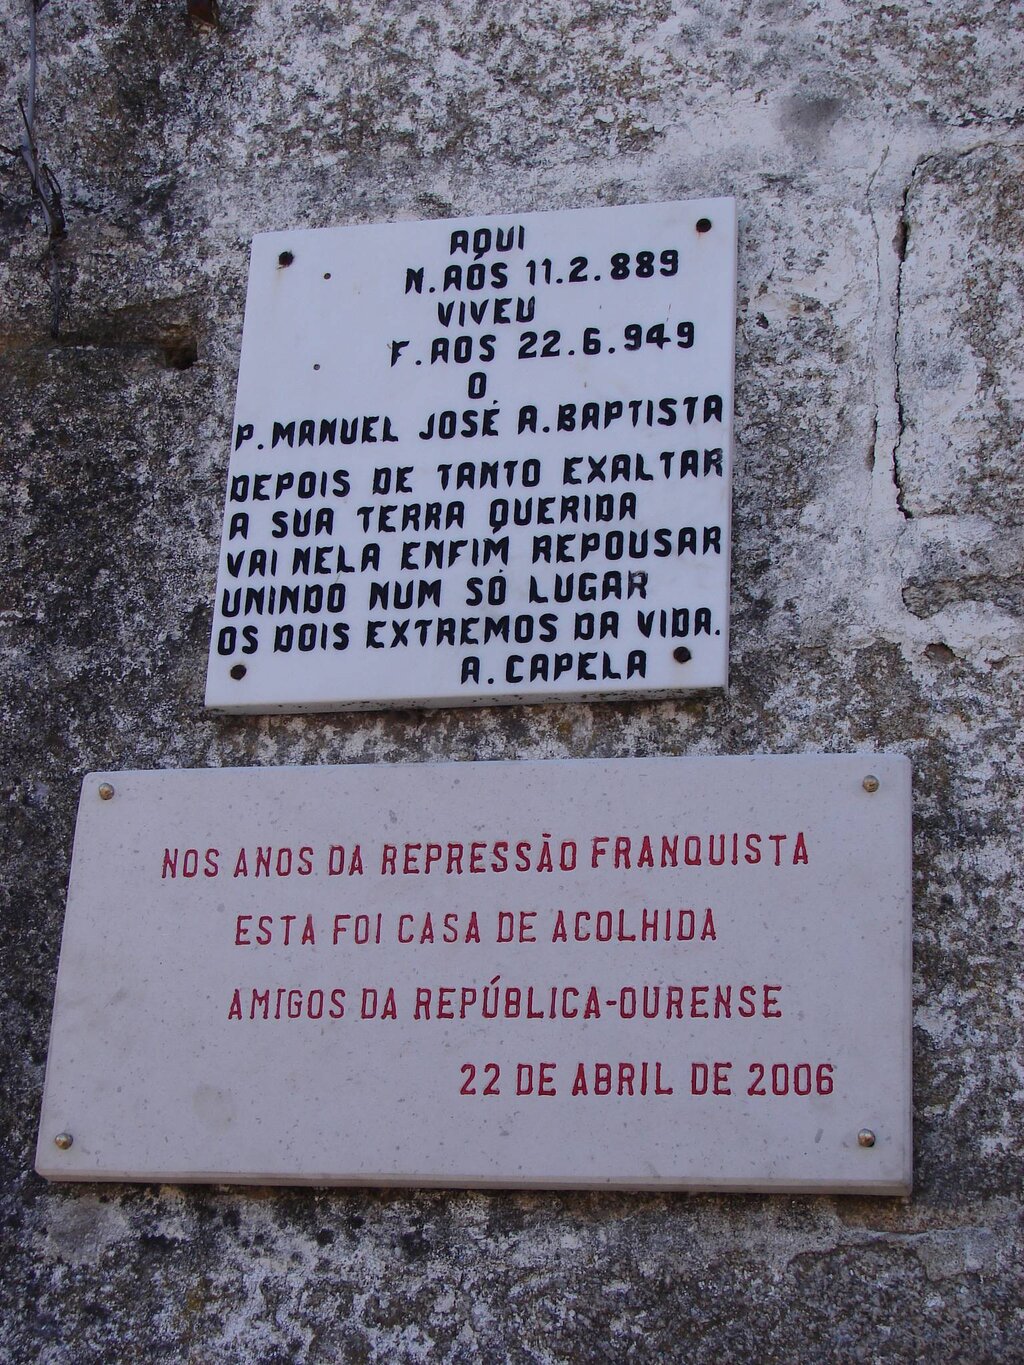 AQUI
N. AÓS 11.2.889
VIVEU
F. AOS 22.6.949
O
P. MANUEL JOSÉ A. BAPTISTA
DEPOIS DE TANTO EXALTAR
A SUA TERRA QUERIDA
VAI NELA ENFIM REPOUSAR
UNINDO NUM SÓ LUGAR
OS DOIS EXTREMOS DA VIDA.
A. CAPELA
NOS ANOS DA REPRESSÃO FRANQUISTA
ESTA FOI CASA DE ACOLHIDA
AMIGOS DA REPÚBLICA-OURENSE
22 DE ABRIL DE 2006